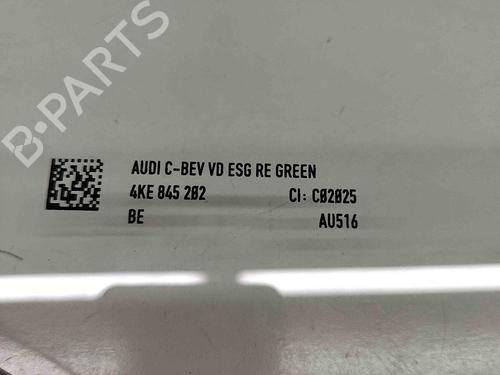 B-PARTS
AUDI C-BEV VD ESG RE GREEN
4KE 845 202 CI: C02025
BE AU516